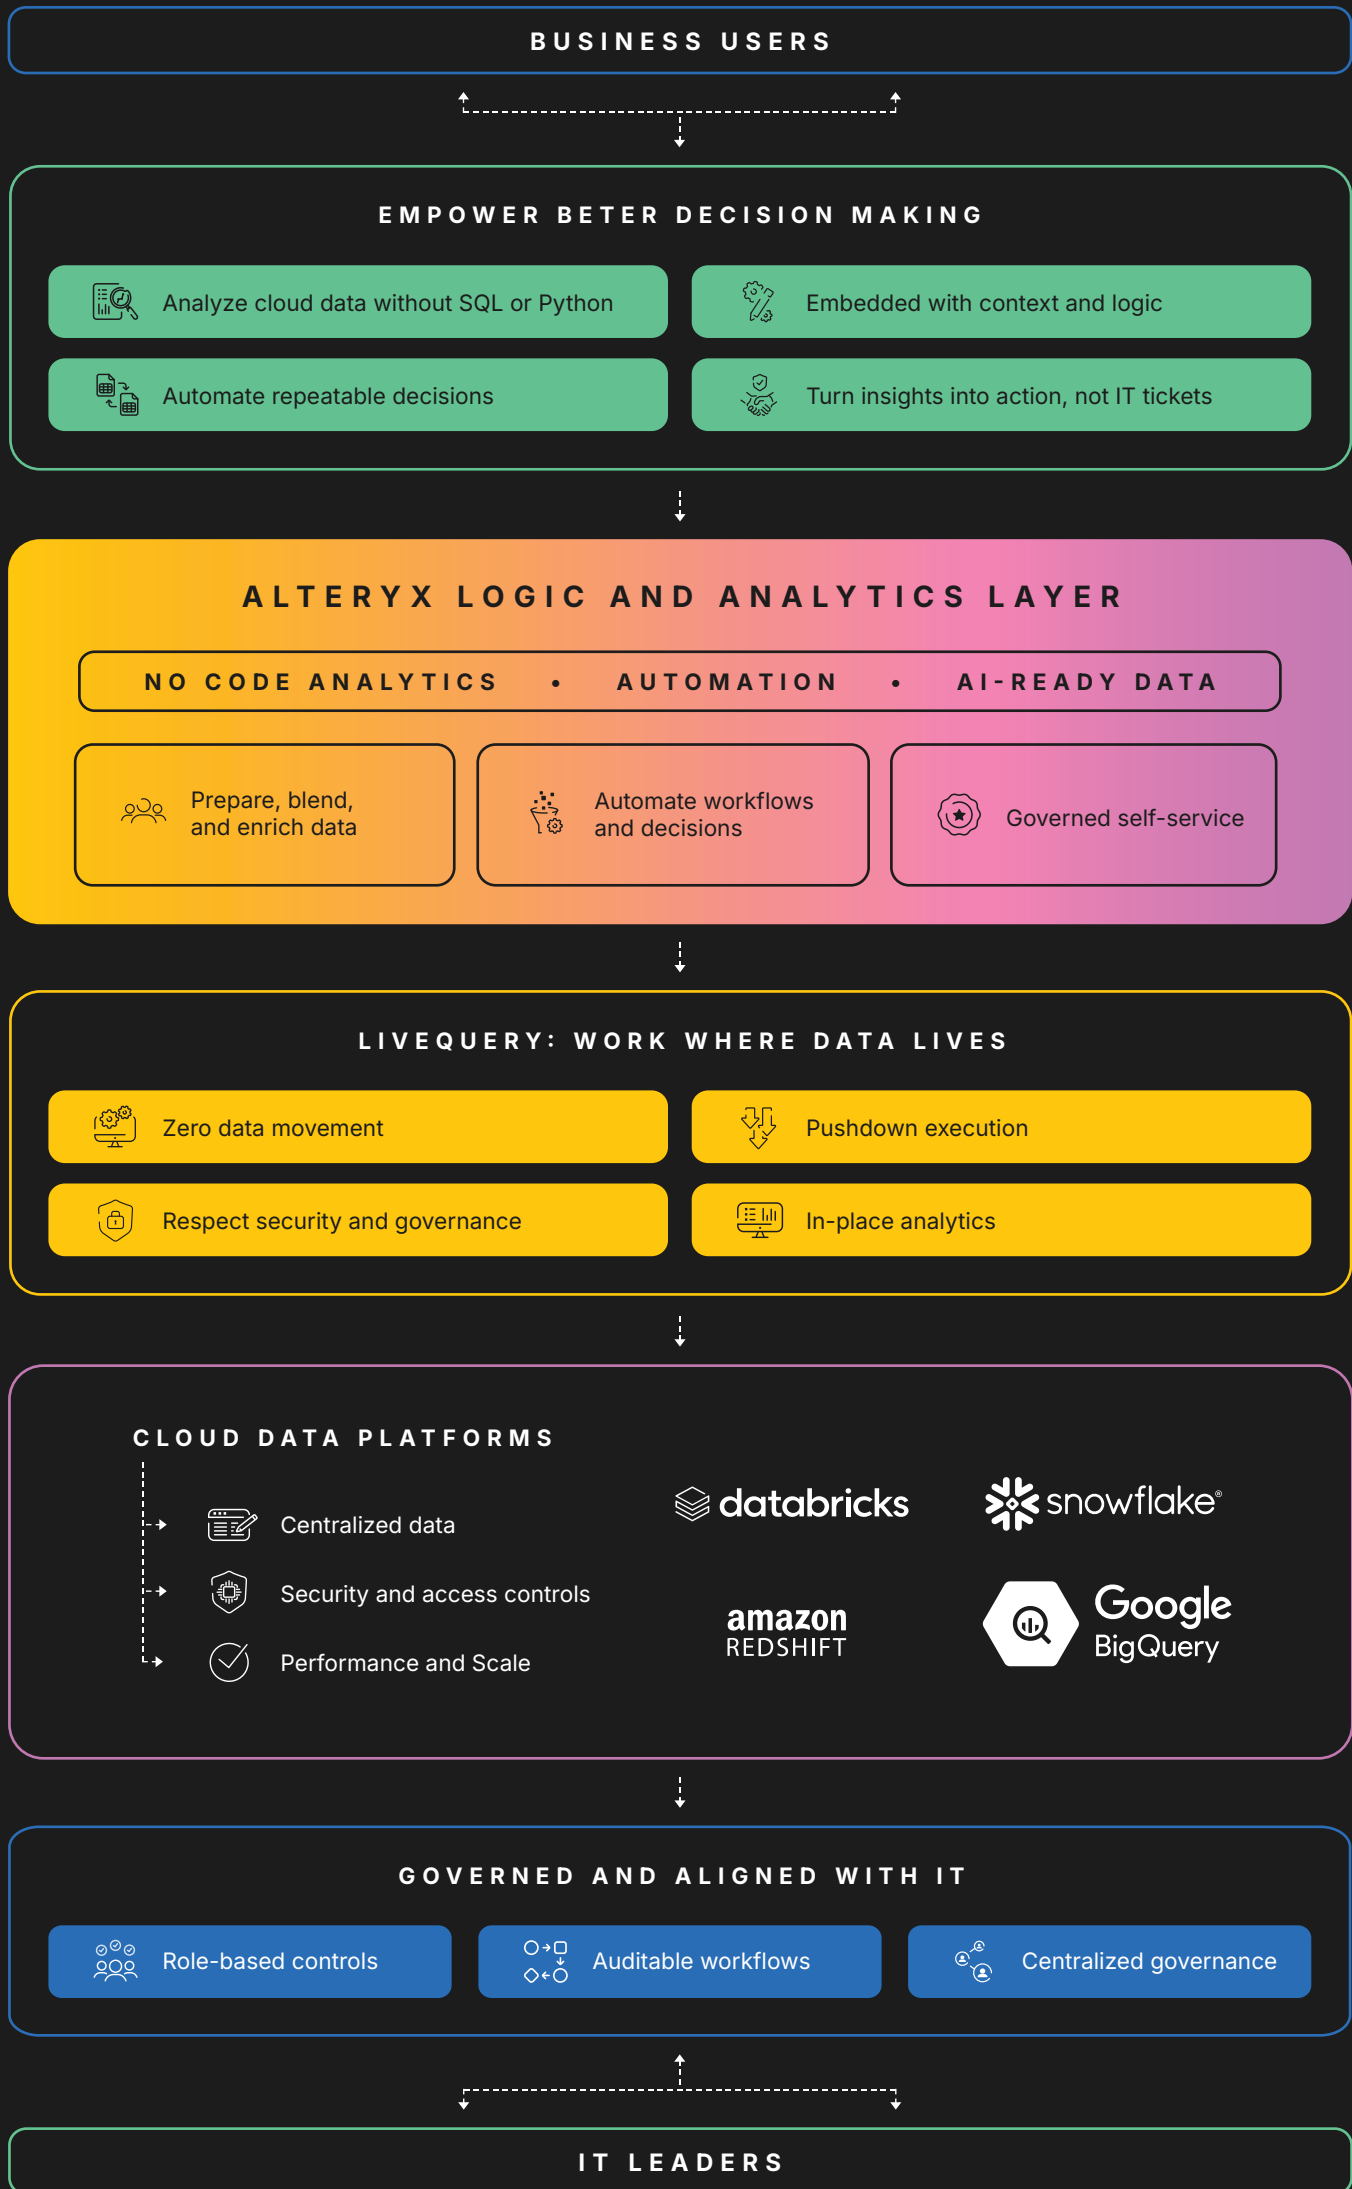 BUSINESS USERS
EMPOWER BETER DECISION MAKING
Analyze cloud data without SQL or Python
Embedded with context and logic
Automate repeatable decisions
Turn insights into action, not IT tickets
ALTERYX LOGIC AND ANALYTICS LAYER
NO CODE ANALYTICS • AUTOMATION • AI-READY DATA
Prepare, blend,
and enrich data
Automate workflows
and decisions
Governed self-service
LIVEQUERY: WORK WHERE DATA LIVES
Zero data movement
Pushdown execution
Respect security and governance
In-place analytics
CLOUD DATA PLATFORMS
Centralized data
Security and access controls
Performance and Scale
databricks
snowflake®
amazon
REDSHIFT
Google
BigQuery
GOVERNED AND ALIGNED WITH IT
Role-based controls
Auditable workflows
Centralized governance
IT LEADERS